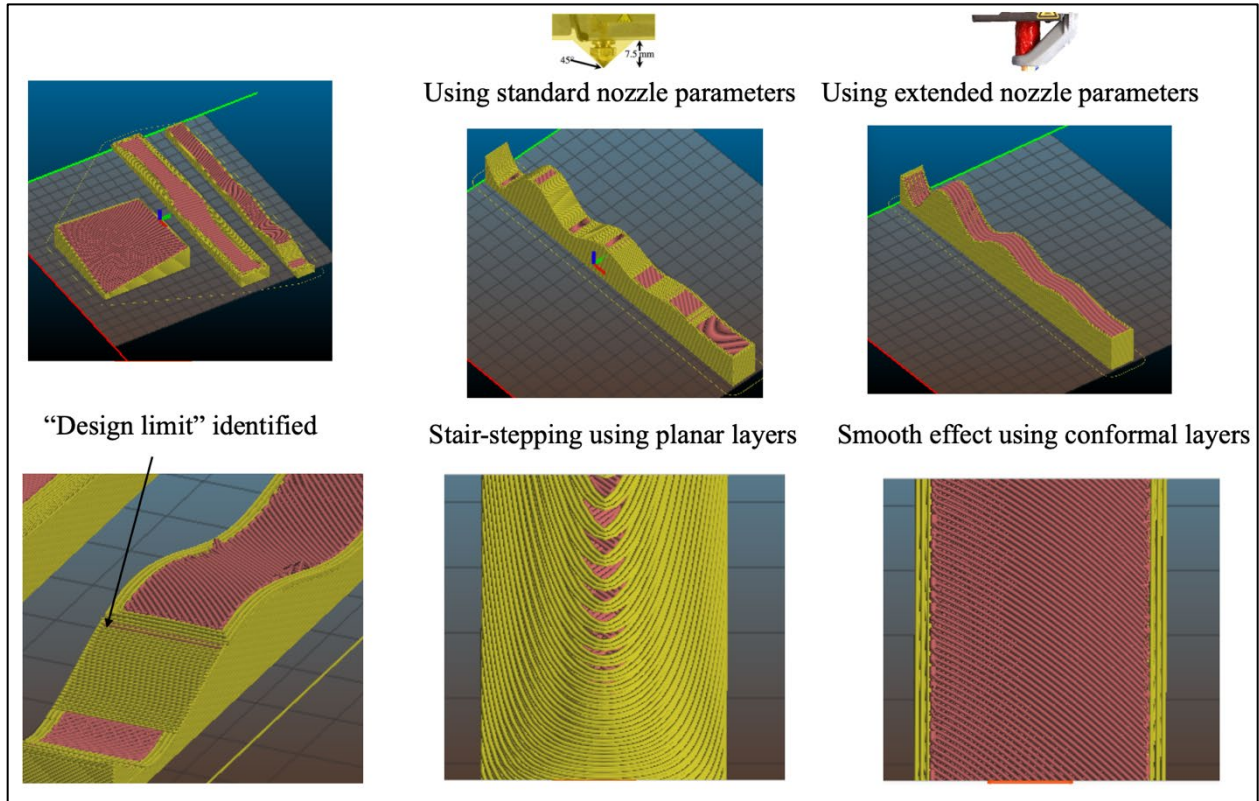 45°
7.5 mm
Using standard nozzle parameters
Using extended nozzle parameters
“Design limit” identified
Stair-stepping using planar layers
Smooth effect using conformal layers